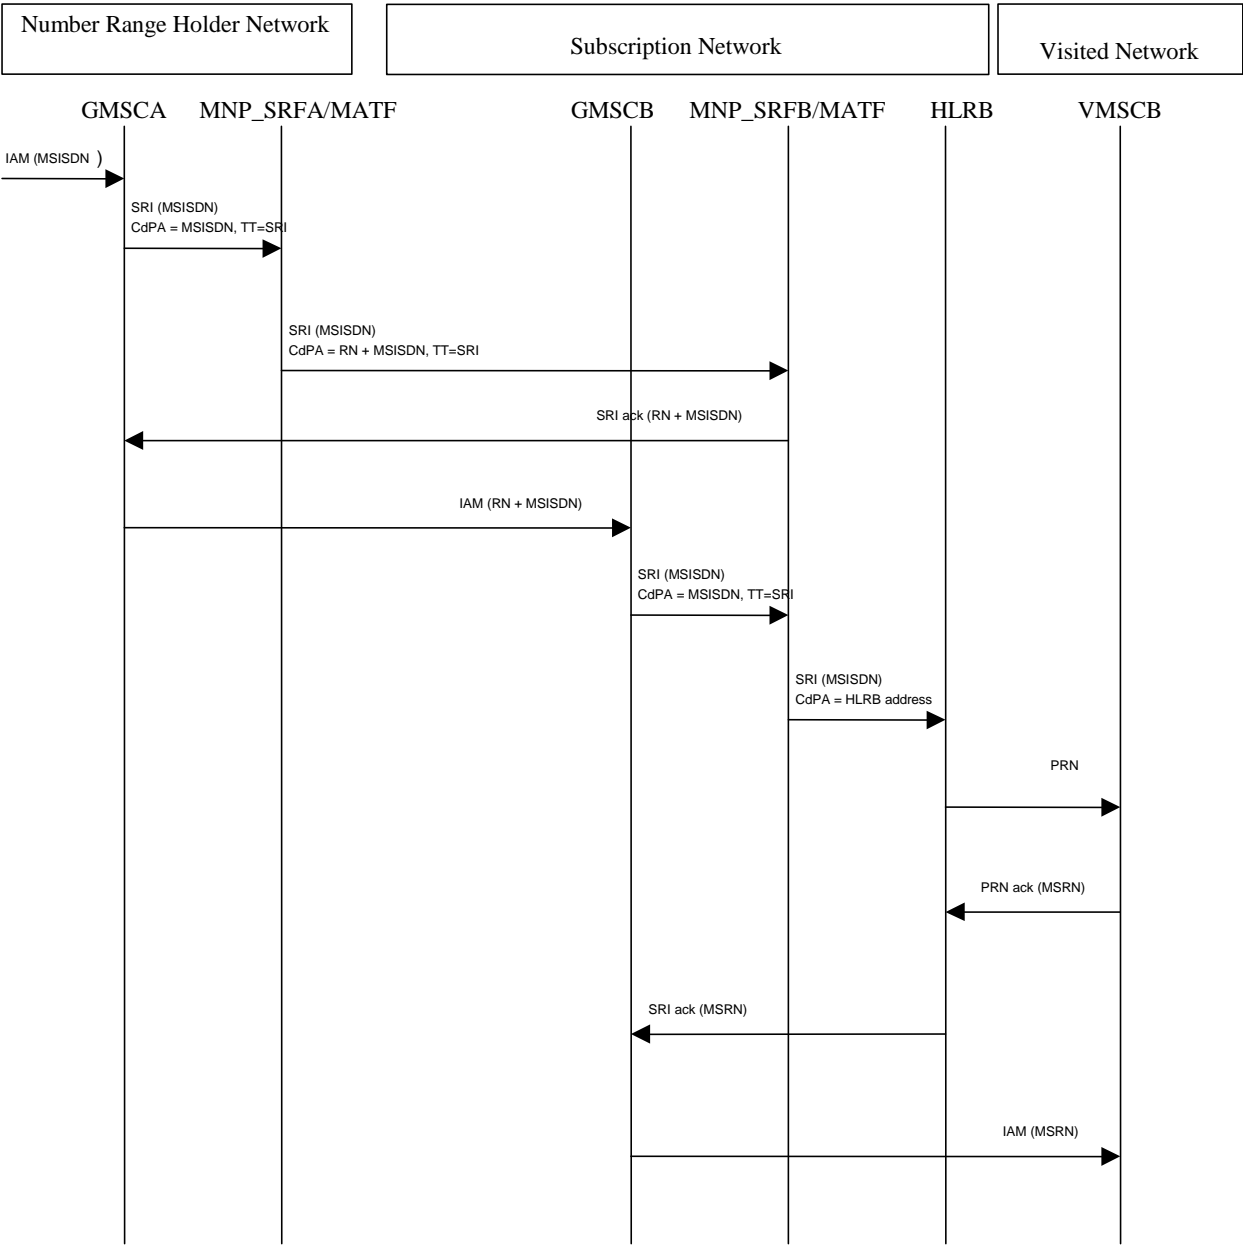 Number Range Holder Network
Subscription Network
Visited Network
GMSCA
MNP_SRFA/MATF
GMSCB
MNP_SRFB/MATF
HLRB
VMSCB
IAM (MSISDN )
SRI (MSISDN)
CdPA = MSISDN, TT=SRI
SRI (MSISDN)
CdPA = RN + MSISDN, TT=SRI
SRI ack (RN + MSISDN)
IAM (RN + MSISDN)
SRI (MSISDN)
CdPA = MSISDN, TT=SRI
SRI (MSISDN)
CdPA = HLRB address
PRN
PRN ack (MSRN)
SRI ack (MSRN)
IAM (MSRN)